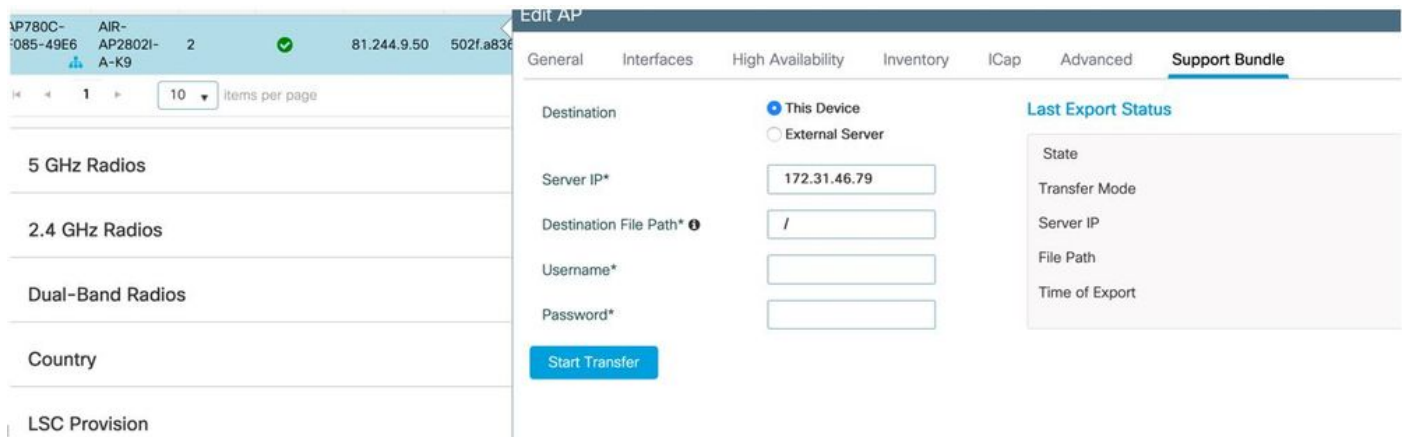 AP780C-
F085-49E6
AIR-
AP2802I-
A-K9
2
81.244.9.50
502f.a836
1
10
items per page
5 GHz Radios
2.4 GHz Radios
Dual-Band Radios
Country
LSC Provision
Edit AP
General
Interfaces
High Availability
Inventory
ICap
Advanced
Support Bundle
Destination
This Device
External Server
Server IP*
172.31.46.79
Destination File Path*
/
Username*
Password*
Start Transfer
Last Export Status
State
Transfer Mode
Server IP
File Path
Time of Export